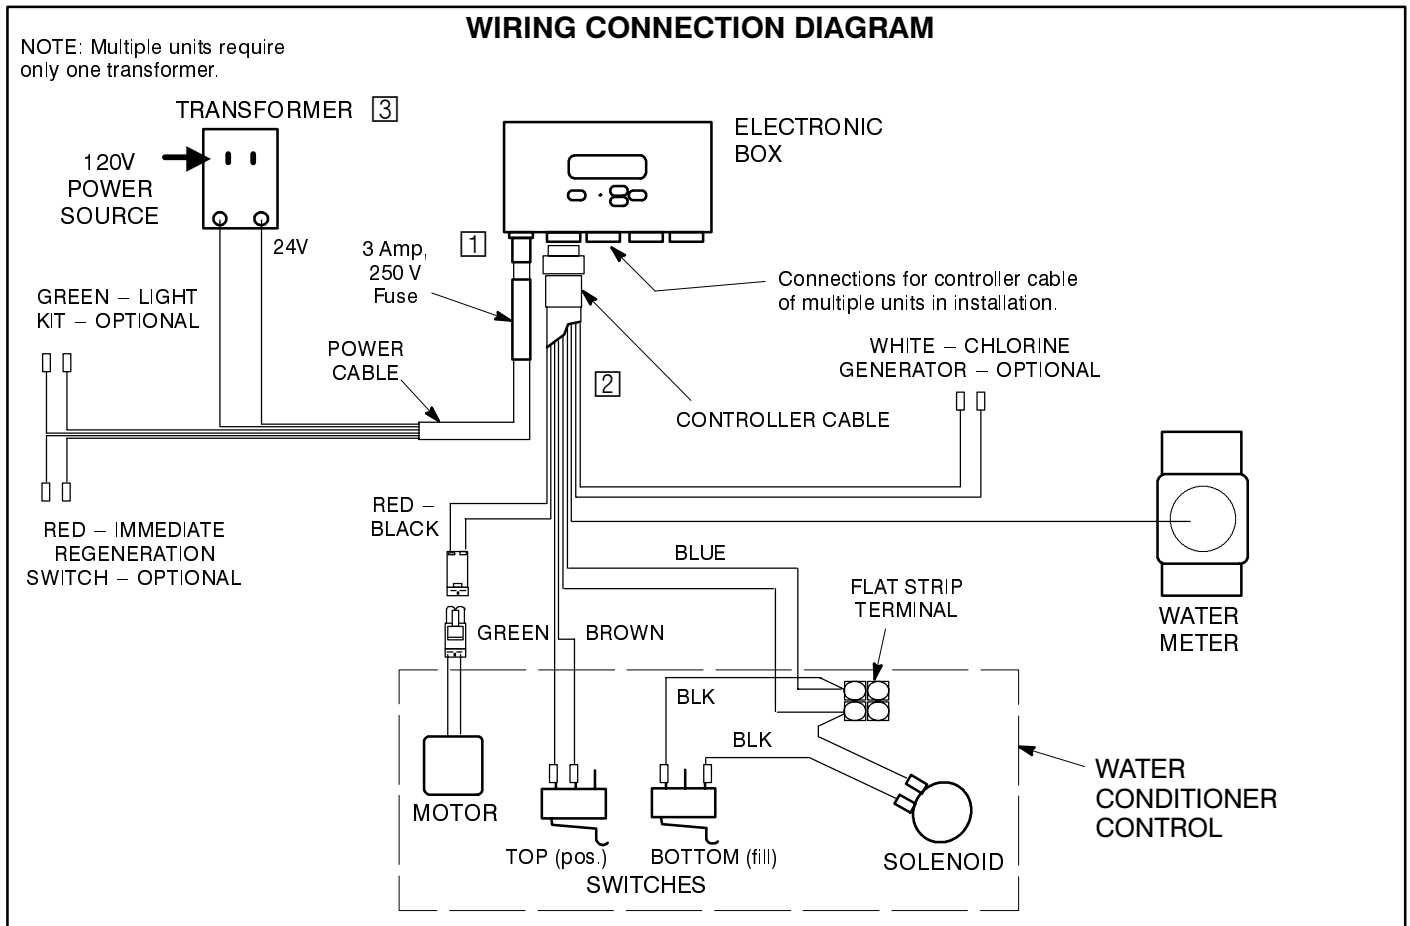 WIRING CONNECTION DIAGRAM
NOTE: Multiple units require
only one transformer.
TRANSFORMER 3
120V
POWER
SOURCE
24V
ELECTRONIC
BOX
1
3 Amp,
250 V
Fuse
Connections for controller cable
of multiple units in installation.
GREEN – LIGHT
KIT – OPTIONAL
POWER
CABLE
2
CONTROLLER CABLE
WHITE – CHLORINE
GENERATOR – OPTIONAL
RED – IMMEDIATE
REGENERATION
SWITCH – OPTIONAL
RED –
BLACK
BLUE
FLAT STRIP
TERMINAL
WATER
METER
GREEN
BROWN
BLK
BLK
MOTOR
TOP (pos.)
BOTTOM (fill)
SWITCHES
SOLENOID
WATER
CONDITIONER
CONTROL